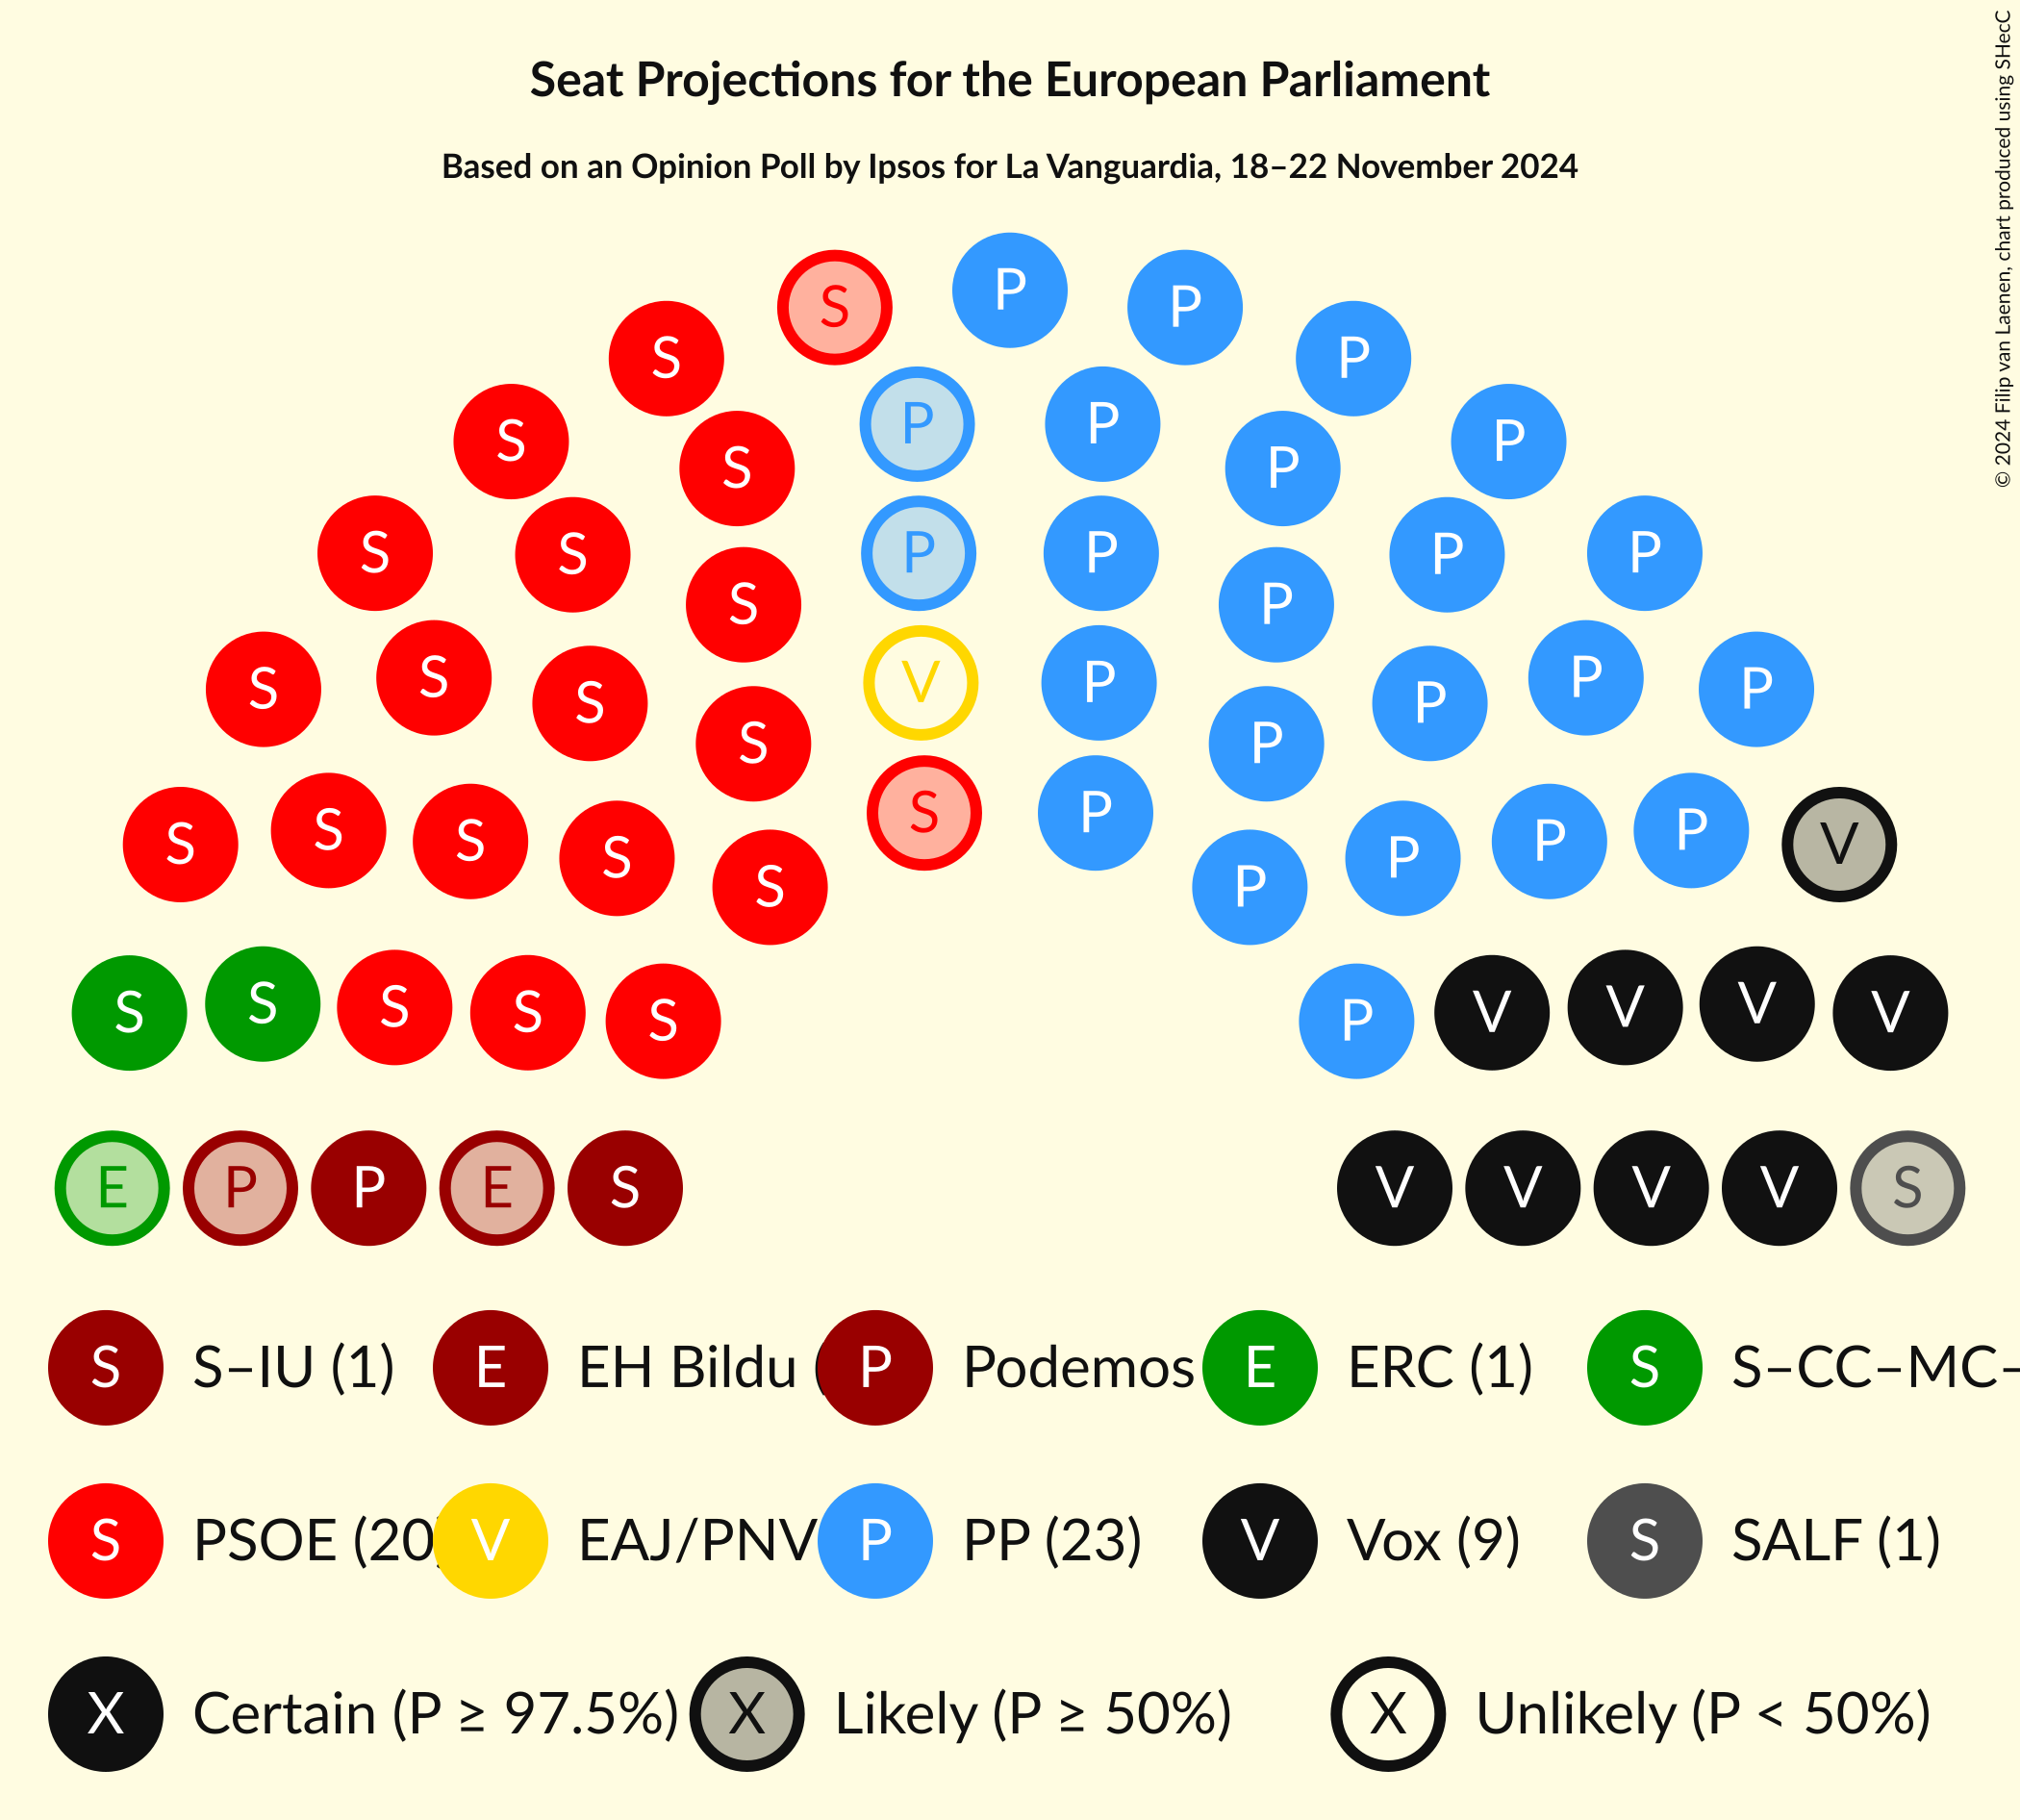 Seat Projections for the European Parliament
Based on an Opinion Poll by Ipsos for La Vanguardia, 18–22 November 2024
© 2024 Filip van Laenen, chart produced using SHecC
P
S P
S P
P P
S P
S P
S S P P P P
S P
S S S V P P P P
S P
S P
S S S S P P P V
S P
S S S S S P V V V V
E P P E S V V V V S
S S–IU (1) E EH Bildu ( P Podemos E ERC (1) S S–CC–MC–
S PSOE (20) V EAJ/PNV P PP (23) V Vox (9) S SALF (1)
X Certain (P ≥ 97.5%) X Likely (P ≥ 50%) X Unlikely (P < 50%)